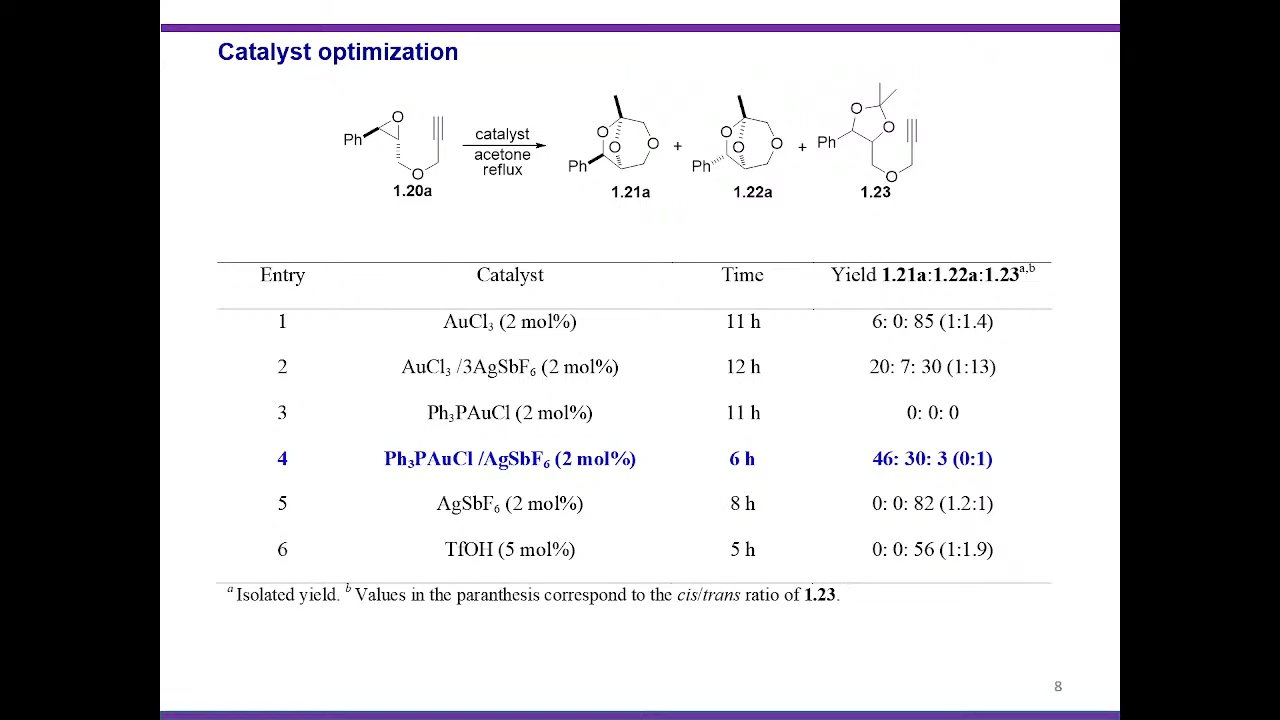 Catalyst optimization
Ph O O 1.20a
catalyst
acetone
reflux
Ph O O O 1.21a
+
Ph O O O 1.22a
+
Ph O O O 1.23
Entry Catalyst Time Yield 1.21a:1.22a:1.23a,b
1 AuCl3 (2 mol%) 11 h 6: 0: 85 (1:1.4)
2 AuCl3 /3AgSbF6 (2 mol%) 12 h 20: 7: 30 (1:13)
3 Ph3PAuCl (2 mol%) 11 h 0: 0: 0
4 Ph3PAuCl /AgSbF6 (2 mol%) 6 h 46: 30: 3 (0:1)
5 AgSbF6 (2 mol%) 8 h 0: 0: 82 (1.2:1)
6 TfOH (5 mol%) 5 h 0: 0: 56 (1:1.9)
a Isolated yield. b Values in the paranthesis correspond to the cis/trans ratio of 1.23.
8